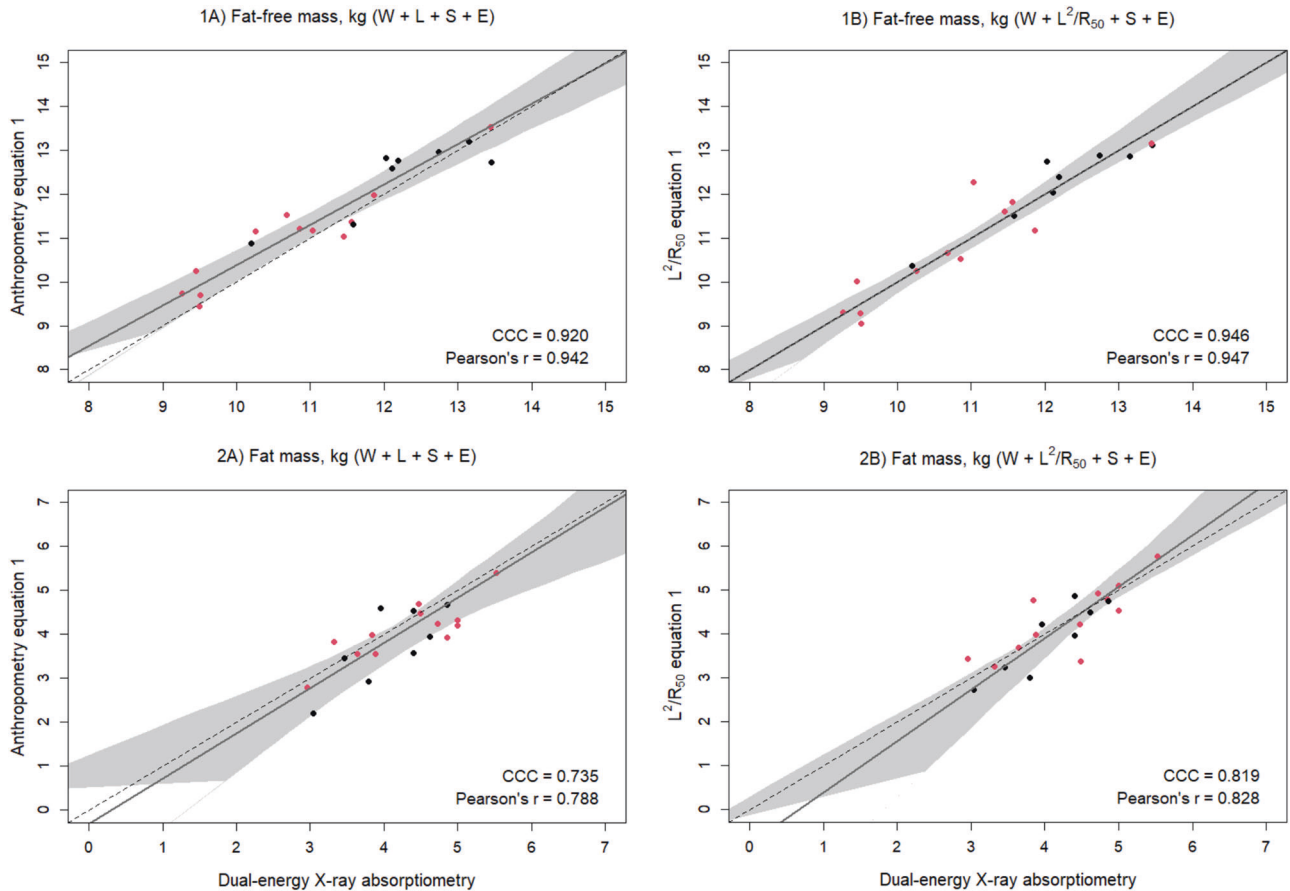 1A) Fat-free mass, kg (W + L + S + E)
15
14
13
12
11
10
9
8
Anthropometry equation 1
CCC = 0.920
Pearson's r = 0.942
8 9 10 11 12 13 14 15
1B) Fat-free mass, kg (W + L²/R₅₀ + S + E)
15
14
13
12
11
10
9
8
L²/R₅₀ equation 1
CCC = 0.946
Pearson's r = 0.947
8 9 10 11 12 13 14 15
2A) Fat mass, kg (W + L + S + E)
7
6
5
4
3
2
1
0
Anthropometry equation 1
CCC = 0.735
Pearson's r = 0.788
0 1 2 3 4 5 6 7
Dual-energy X-ray absorptiometry
2B) Fat mass, kg (W + L²/R₅₀ + S + E)
7
6
5
4
3
2
1
0
L²/R₅₀ equation 1
CCC = 0.819
Pearson's r = 0.828
0 1 2 3 4 5 6 7
Dual-energy X-ray absorptiometry